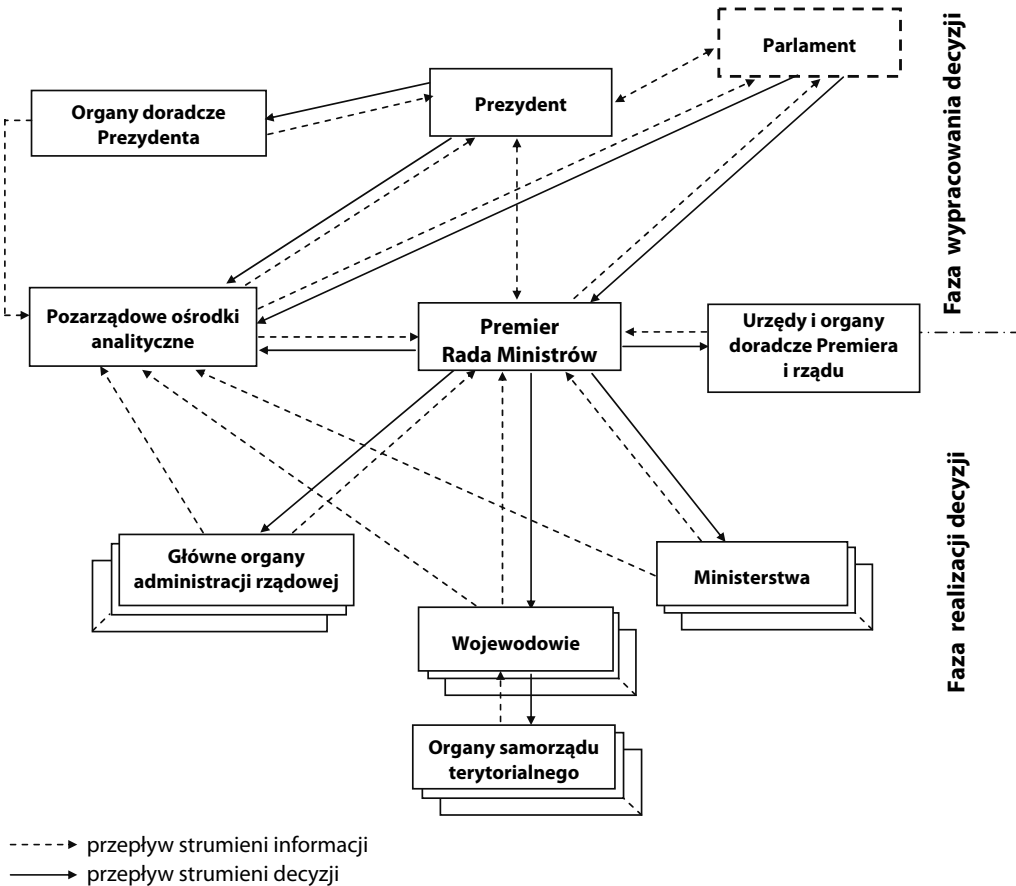 Parlament
Prezydent
Organy doradcze
Prezydenta
Faza wypracowania decyzji
Pozarządowe ośrodki
analityczne
Premier
Rada Ministrów
Urzędy i organy
doradcze Premiera
i rządu
Główne organy
administracji rządowej
Ministerstwa
Wojewodowie
Faza realizacji decyzji
Organy samorządu
terytorialnego
przepływ strumieni informacji
przepływ strumieni decyzji